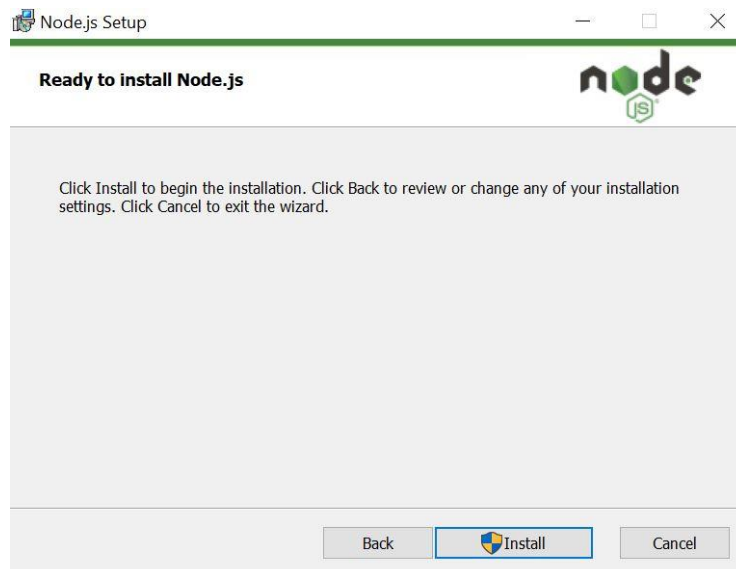 Node.js Setup
Ready to install Node.js
node
JS
Click Install to begin the installation. Click Back to review or change any of your installation
settings. Click Cancel to exit the wizard.
Back
Install
Cancel